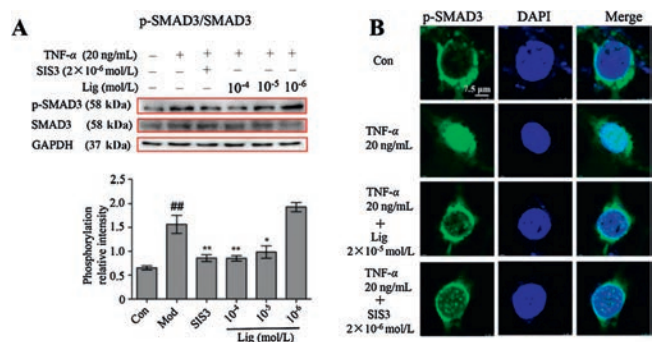 A
p-SMAD3/SMAD3
TNF-α (20 ng/mL) − + + + + +
SIS3 (2×10⁻⁶ mol/L) − − + − − −
Lig (mol/L) − − − 10⁻⁴ 10⁻⁵ 10⁻⁶
p-SMAD3 (58 kDa)
SMAD3 (58 kDa)
GAPDH (37 kDa)
Phosphorylation
relative intensity
2.5
2.0
1.5
1.0
0.5
0
##
**
**
*
Con Mod SIS3 10⁻⁴ 10⁻⁵ 10⁻⁶
Lig (mol/L)
B
p-SMAD3 DAPI Merge
Con
7.5 μm
TNF-α
20 ng/mL
TNF-α
20 ng/mL
+
Lig
2×10⁻⁵ mol/L
TNF-α
20 ng/mL
+
SIS3
2×10⁻⁶ mol/L